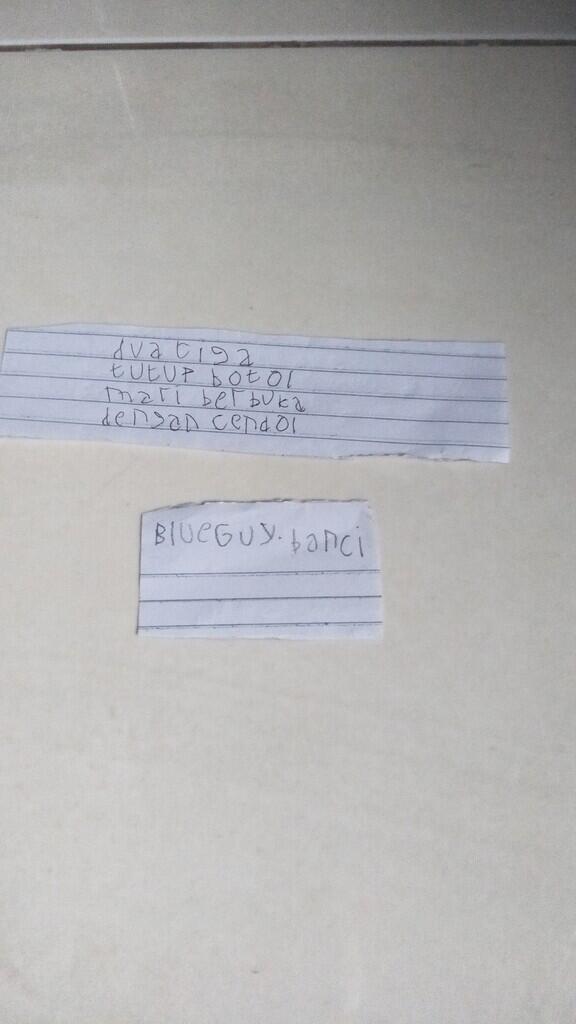 dua tiga
tutup botol
mari berbuka
dengan cendol
BlueGuy.banci